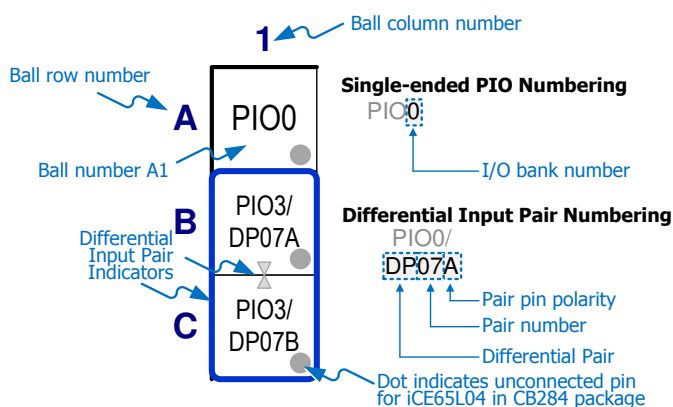 Ball column number
1
Ball row number
A
PIO0
Ball number A1
B
PIO3/
DP07A
Differential
Input Pair
Indicators
C
PIO3/
DP07B
Single-ended PIO Numbering
PIO0
I/O bank number
Differential Input Pair Numbering
PIO0/
DP07A
Pair pin polarity
Pair number
Differential Pair
Dot indicates unconnected pin
for iCE65L04 in CB284 package